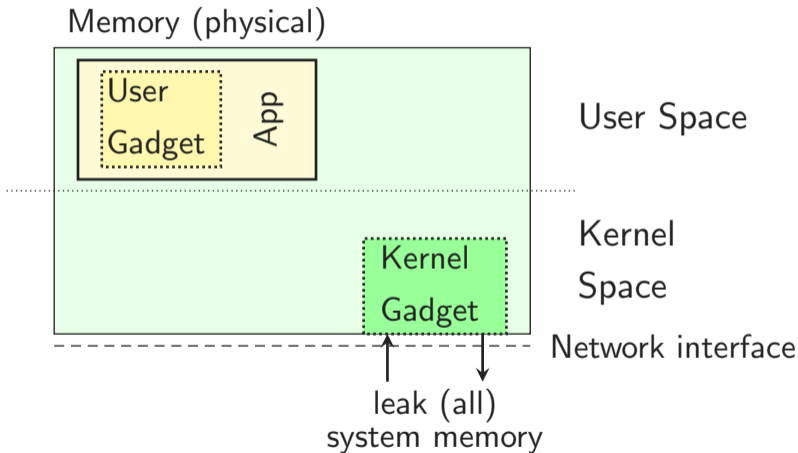 Memory (physical)
User
Gadget
App
User Space
Kernel
Gadget
Kernel
Space
Network interface
leak (all)
system memory